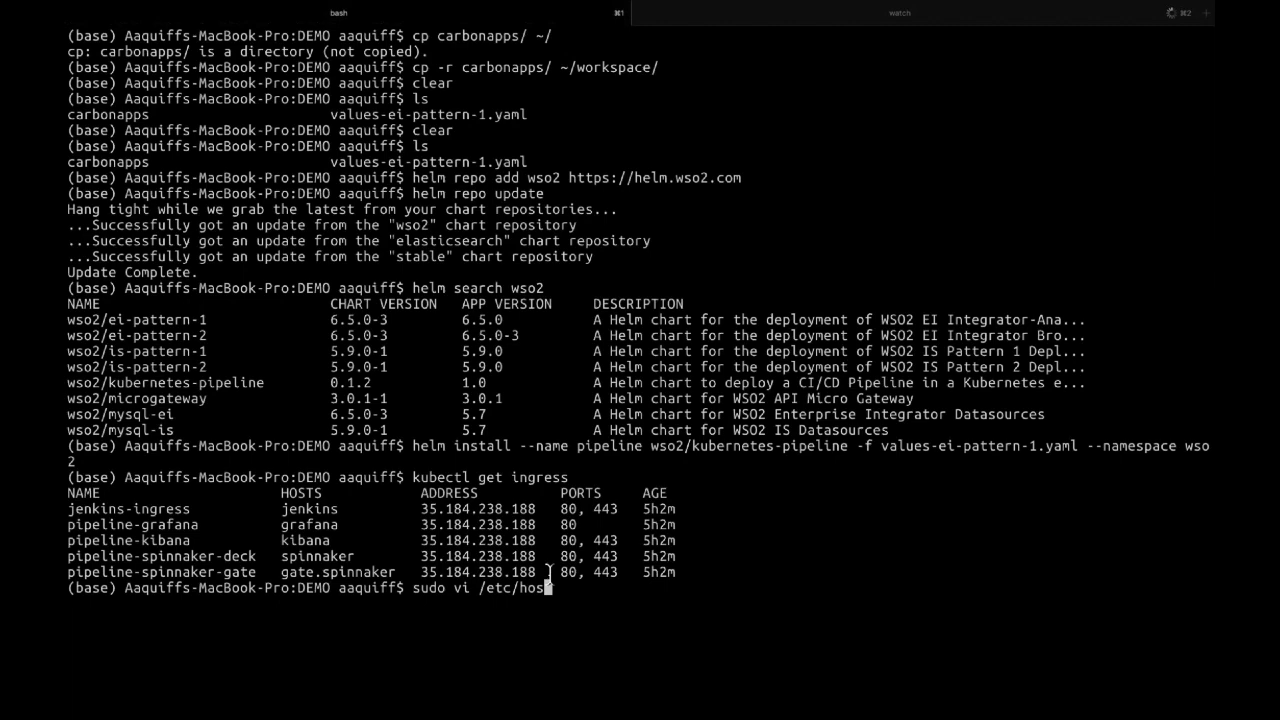 bash ⌘1 watch ⌘2 +
(base) Aaquiffs-MacBook-Pro:DEMO aaquiff$ cp carbonapps/ ~/
cp: carbonapps/ is a directory (not copied).
(base) Aaquiffs-MacBook-Pro:DEMO aaquiff$ cp -r carbonapps/ ~/workspace/
(base) Aaquiffs-MacBook-Pro:DEMO aaquiff$ clear
(base) Aaquiffs-MacBook-Pro:DEMO aaquiff$ ls
carbonapps values-ei-pattern-1.yaml
(base) Aaquiffs-MacBook-Pro:DEMO aaquiff$ clear
(base) Aaquiffs-MacBook-Pro:DEMO aaquiff$ ls
carbonapps values-ei-pattern-1.yaml
(base) Aaquiffs-MacBook-Pro:DEMO aaquiff$ helm repo add wso2 https://helm.wso2.com
(base) Aaquiffs-MacBook-Pro:DEMO aaquiff$ helm repo update
Hang tight while we grab the latest from your chart repositories...
...Successfully got an update from the "wso2" chart repository
...Successfully got an update from the "elasticsearch" chart repository
...Successfully got an update from the "stable" chart repository
Update Complete.
(base) Aaquiffs-MacBook-Pro:DEMO aaquiff$ helm search wso2
NAME CHART VERSION APP VERSION DESCRIPTION
wso2/ei-pattern-1 6.5.0-3 6.5.0 A Helm chart for the deployment of WSO2 EI Integrator-Ana...
wso2/ei-pattern-2 6.5.0-3 6.5.0-3 A Helm chart for the deployment of WSO2 EI Integrator Bro...
wso2/is-pattern-1 5.9.0-1 5.9.0 A Helm chart for the deployment of WSO2 IS Pattern 1 Depl...
wso2/is-pattern-2 5.9.0-1 5.9.0 A Helm chart for the deployment of WSO2 IS Pattern 2 Depl...
wso2/kubernetes-pipeline 0.1.2 1.0 A Helm chart to deploy a CI/CD Pipeline in a Kubernetes e...
wso2/microgateway 3.0.1-1 3.0.1 A Helm chart for WSO2 API Micro Gateway
wso2/mysql-ei 6.5.0-3 5.7 A Helm chart for WSO2 Enterprise Integrator Datasources
wso2/mysql-is 5.9.0-1 5.7 A Helm chart for WSO2 IS Datasources
(base) Aaquiffs-MacBook-Pro:DEMO aaquiff$ helm install --name pipeline wso2/kubernetes-pipeline -f values-ei-pattern-1.yaml --namespace wso
2
(base) Aaquiffs-MacBook-Pro:DEMO aaquiff$ kubectl get ingress
NAME HOSTS ADDRESS PORTS AGE
jenkins-ingress jenkins 35.184.238.188 80, 443 5h2m
pipeline-grafana grafana 35.184.238.188 80 5h2m
pipeline-kibana kibana 35.184.238.188 80, 443 5h2m
pipeline-spinnaker-deck spinnaker 35.184.238.188 80, 443 5h2m
pipeline-spinnaker-gate gate.spinnaker 35.184.238.188 80, 443 5h2m
(base) Aaquiffs-MacBook-Pro:DEMO aaquiff$ sudo vi /etc/hos